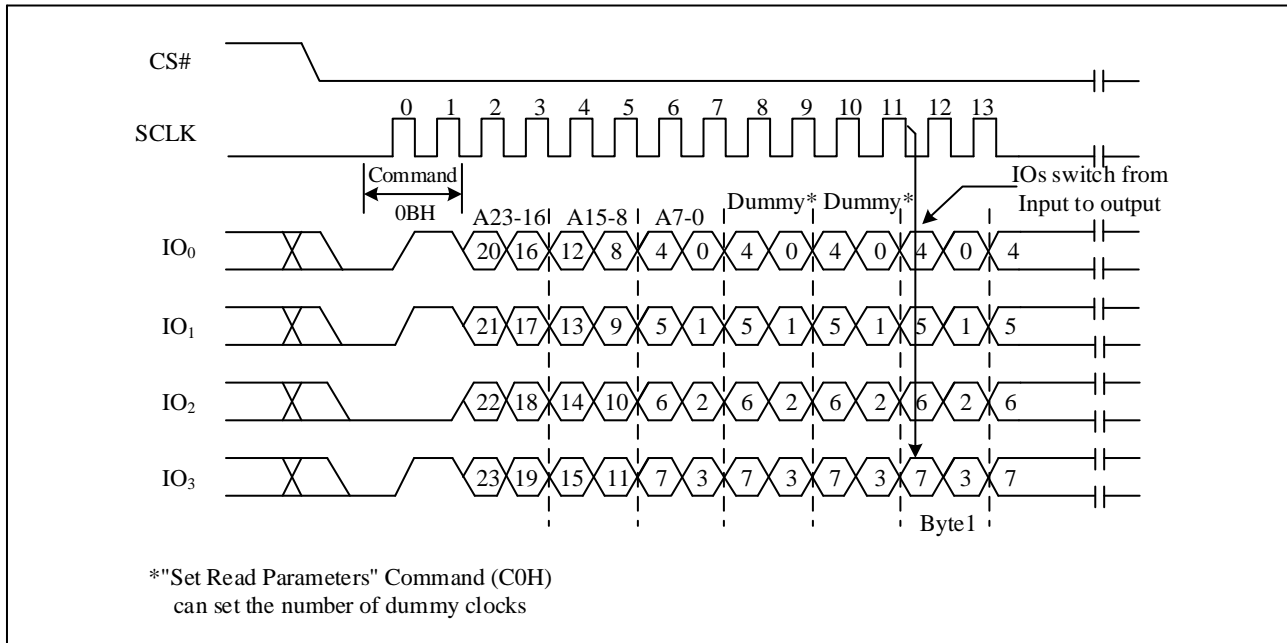 CS#
0 1 2 3 4 5 6 7 8 9 10 11 12 13
SCLK
Command
0BH
IOs switch from
Input to output
A23-16 A15-8 A7-0 Dummy* Dummy*
IO0 20 16 12 8 4 0 4 0 4 0 4 0 4
IO1 21 17 13 9 5 1 5 1 5 1 5 1 5
IO2 22 18 14 10 6 2 6 2 6 2 6 2 6
IO3 23 19 15 11 7 3 7 3 7 3 7 3 7
Byte1
*"Set Read Parameters" Command (C0H)
can set the number of dummy clocks